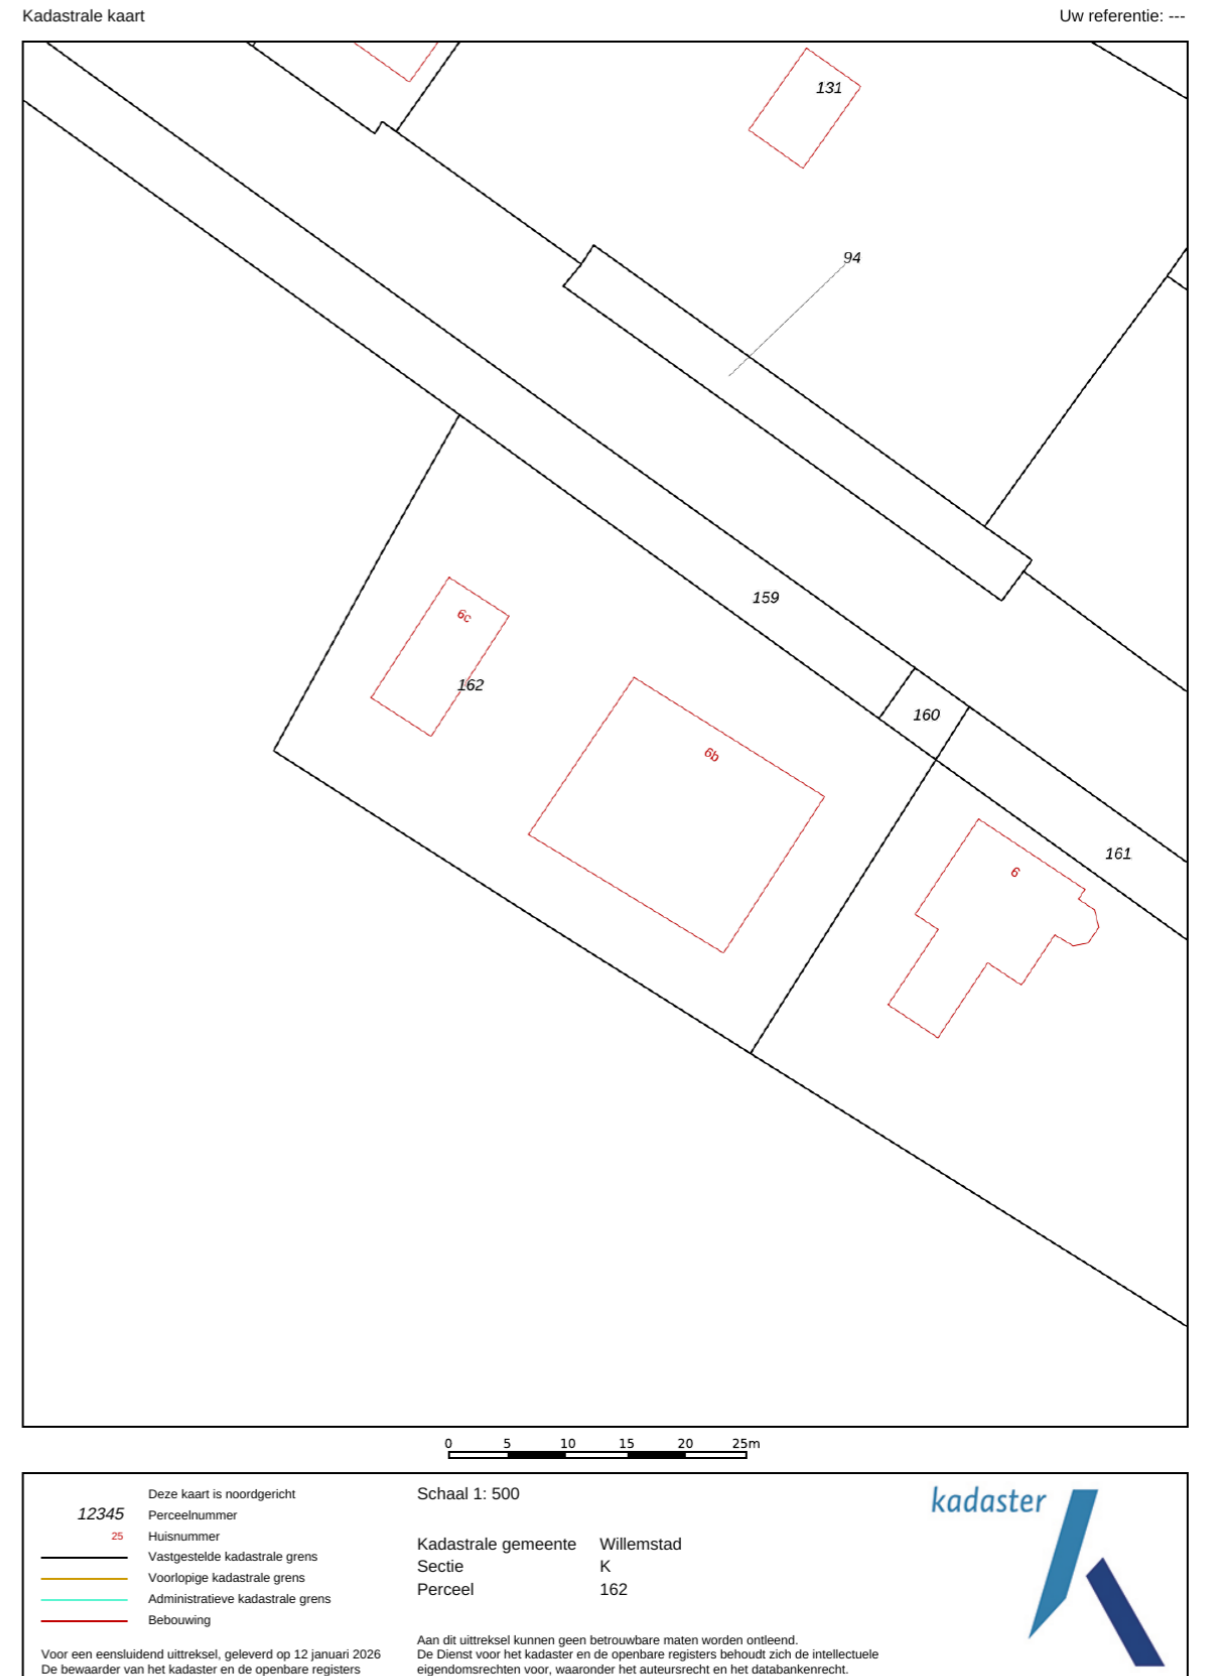 Kadastrale kaart
Uw referentie: ---
131
94
159
6c
162
160
6b
161
6
0 5 10 15 20 25m
Deze kaart is noordgericht
12345 Perceelnummer
25 Huisnummer
Vastgestelde kadastrale grens
Voorlopige kadastrale grens
Administratieve kadastrale grens
Bebouwing
Voor een eensluidend uittreksel, geleverd op 12 januari 2026
De bewaarder van het kadaster en de openbare registers
Schaal 1: 500
Kadastrale gemeente Willemstad
Sectie K
Perceel 162
Aan dit uittreksel kunnen geen betrouwbare maten worden ontleend.
De Dienst voor het kadaster en de openbare registers behoudt zich de intellectuele
eigendomsrechten voor, waaronder het auteursrecht en het databankenrecht.
kadaster